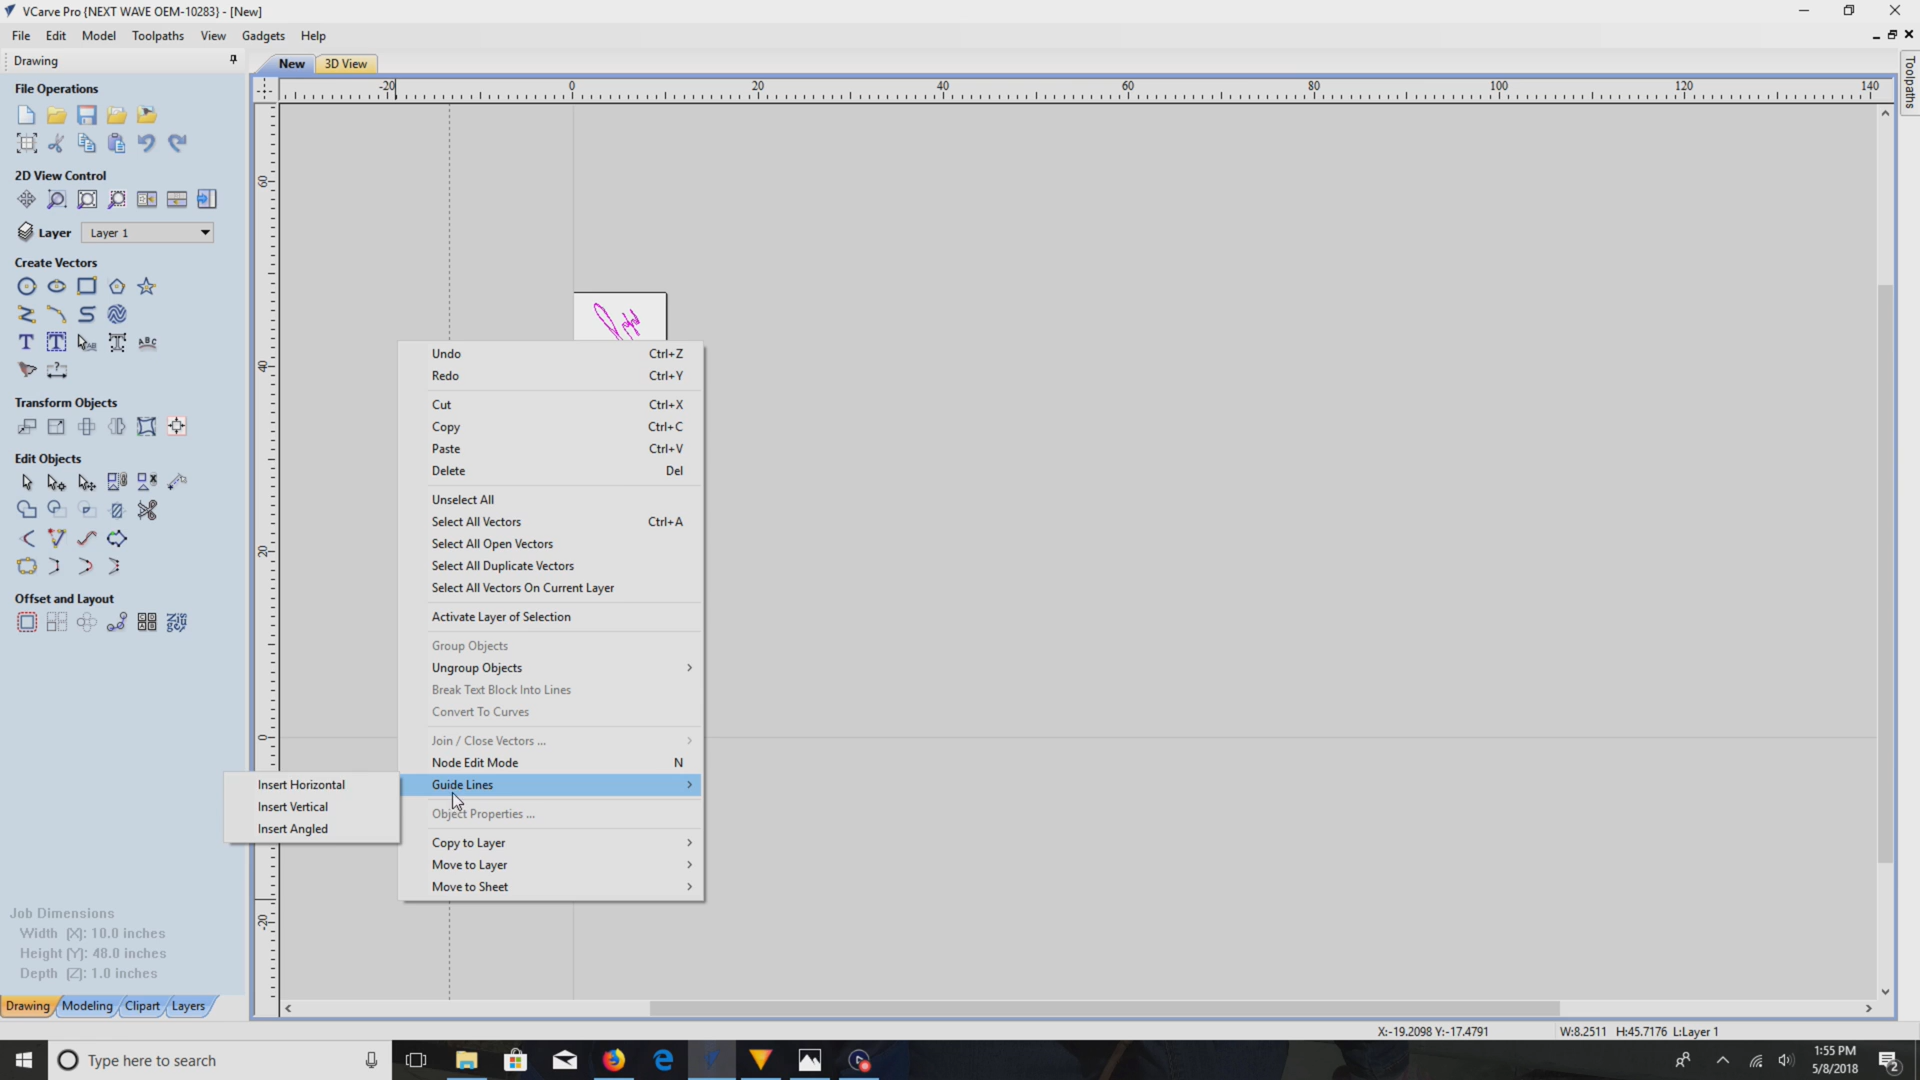 VCarve Pro {NEXT WAVE OEM-10283} - [New]
File Edit Model Toolpaths View Gadgets Help
Drawing
New 3D View
Toolpaths
File Operations
2D View Control
Layer Layer 1
Create Vectors
Transform Objects
Edit Objects
Offset and Layout
-20 0 20 40 60 80 100 120 140
60
40
20
0
-20
Undo Ctrl+Z
Redo Ctrl+Y
Cut Ctrl+X
Copy Ctrl+C
Paste Ctrl+V
Delete Del
Unselect All
Select All Vectors Ctrl+A
Select All Open Vectors
Select All Duplicate Vectors
Select All Vectors On Current Layer
Activate Layer of Selection
Group Objects
Ungroup Objects
Break Text Block Into Lines
Convert To Curves
Join / Close Vectors ...
Node Edit Mode N
Guide Lines
Object Properties ...
Copy to Layer
Move to Layer
Move to Sheet
Insert Horizontal
Insert Vertical
Insert Angled
Job Dimensions
Width (X): 10.0 inches
Height (Y): 48.0 inches
Depth (Z): 1.0 inches
Drawing Modeling Clipart Layers
X:-19.2098 Y:-17.4791 W:8.2511 H:45.7176 L:Layer 1
Type here to search
1:55 PM
5/8/2018
2